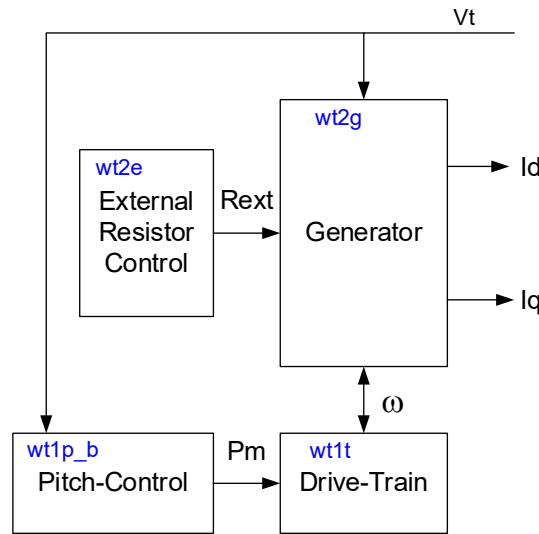 Vt
wt2g
Generator
wt2e
External
Resistor
Control
Rext
Id
Iq
ω
wt1p_b
Pitch-Control
Pm
wt1t
Drive-Train